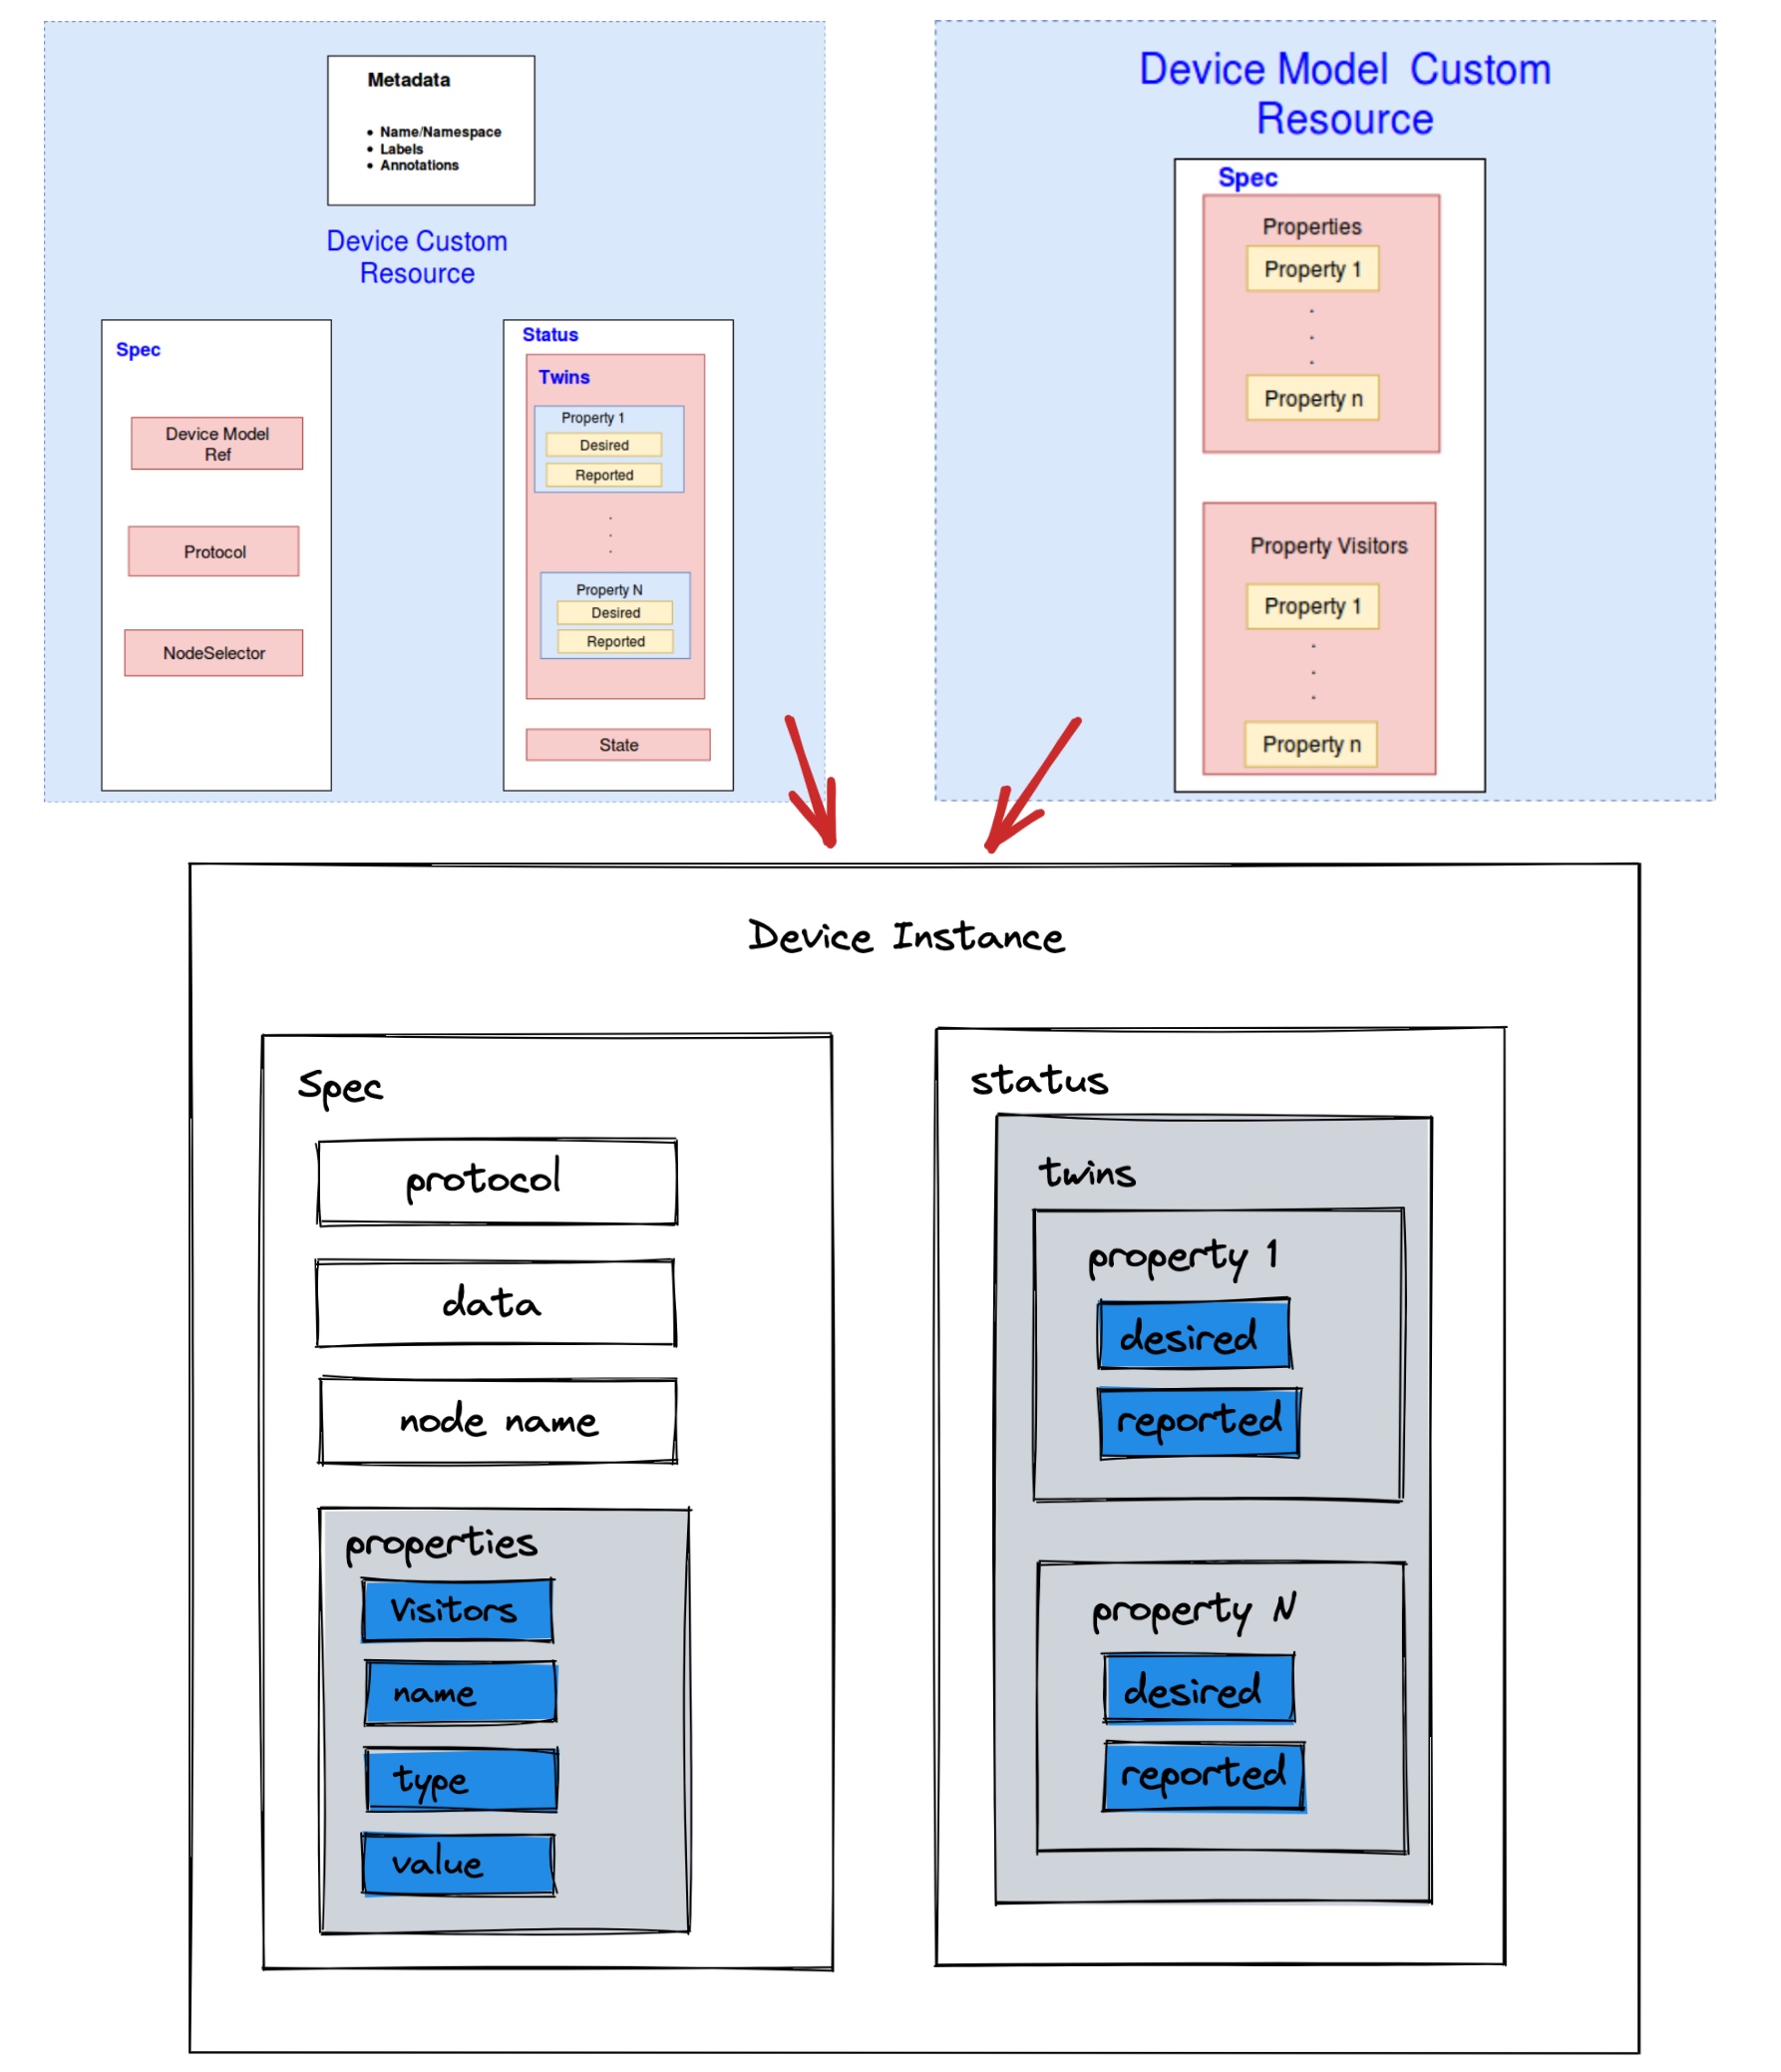 Metadata
• Name/Namespace
• Labels
• Annotations
Device Custom
Resource
Spec
Device Model
Ref
Protocol
NodeSelector
Status
Twins
Property 1
Desired
Reported
.
.
.
Property N
Desired
Reported
State
Device Model Custom
Resource
Spec
Properties
Property 1
.
.
.
Property n
Property Visitors
Property 1
.
.
.
Property n
Device Instance
Spec
protocol
data
node name
properties
Visitors
name
type
value
status
twins
property 1
desired
reported
property N
desired
reported